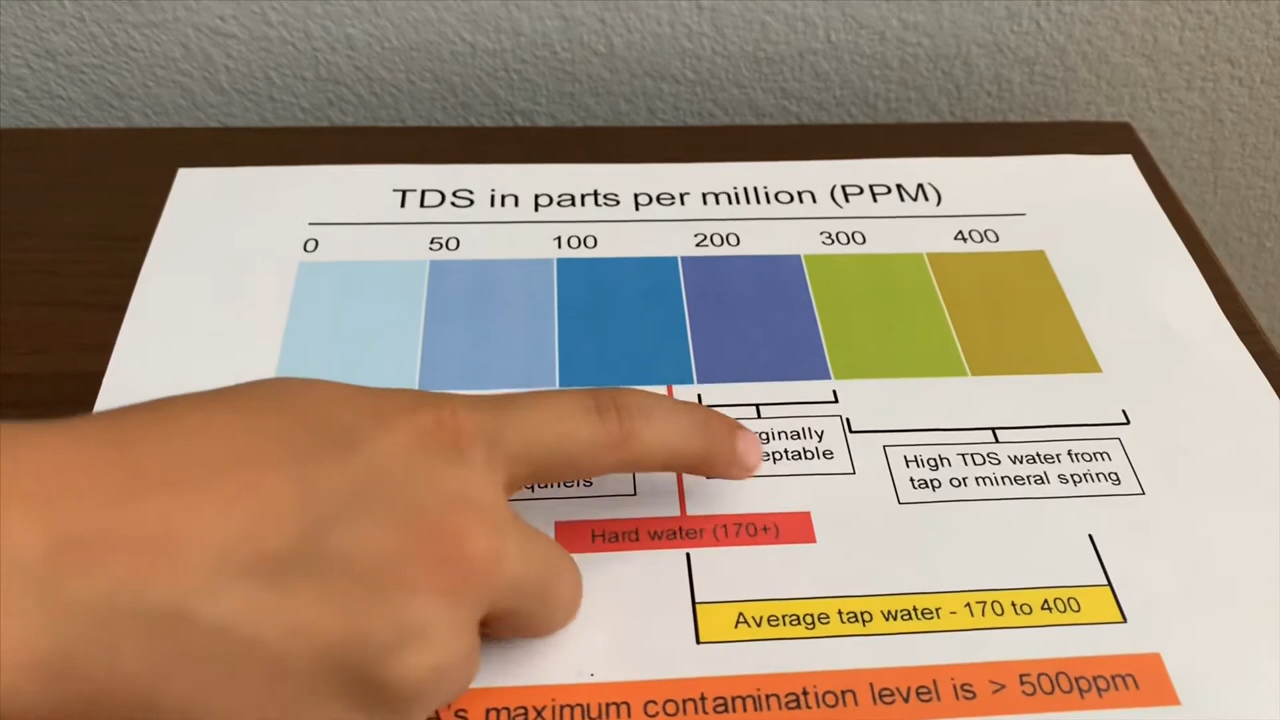 TDS in parts per million (PPM)
0 50 100 200 300 400
High TDS water from
tap or mineral spring
Hard water (170+)
Average tap water - 170 to 400
maximum contamination level is > 500ppm